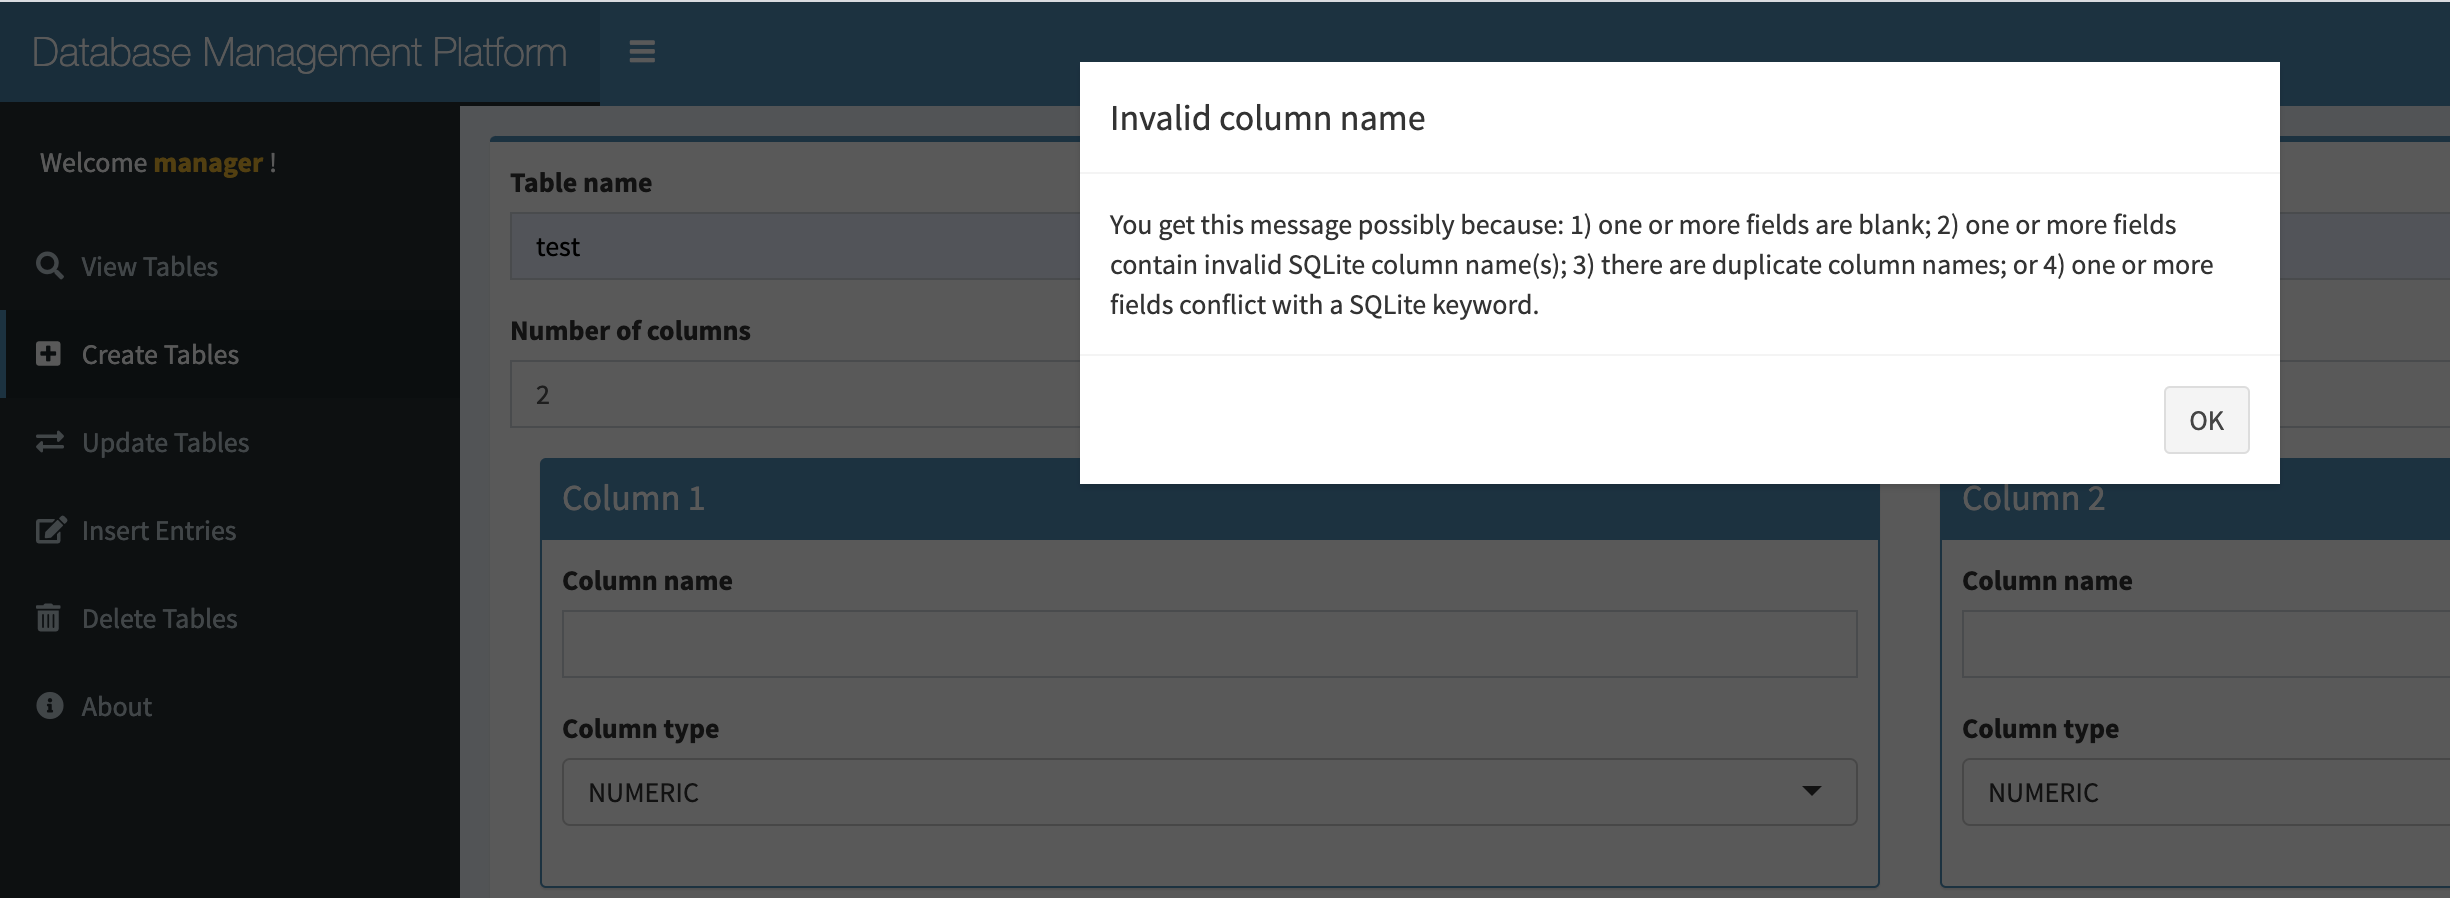 Database Management Platform
Welcome manager !
View Tables
Create Tables
Update Tables
Insert Entries
Delete Tables
About
Table name
test
Number of columns
2
Column 1
Column name
Column type
NUMERIC
Column 2
Column name
Column type
NUMERIC
Invalid column name
You get this message possibly because: 1) one or more fields are blank; 2) one or more fields
contain invalid SQLite column name(s); 3) there are duplicate column names; or 4) one or more
fields conflict with a SQLite keyword.
OK